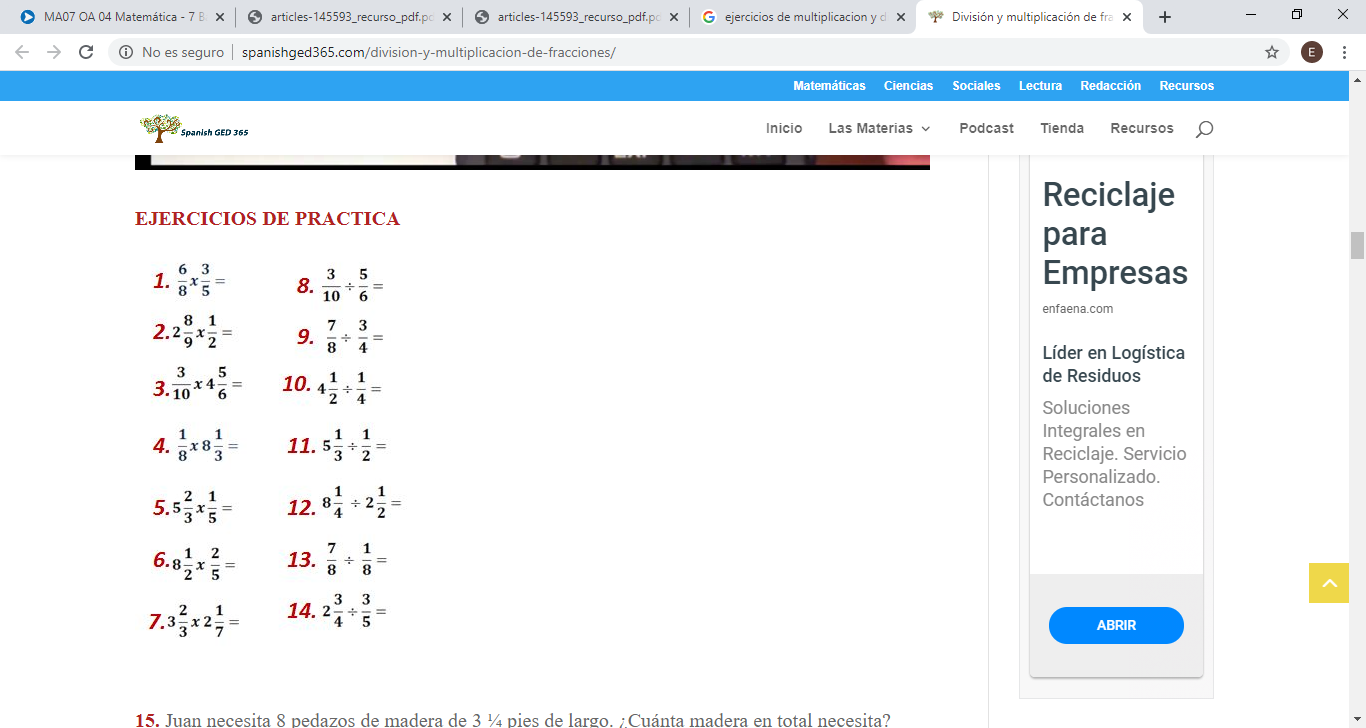 MA07 OA 04 Matemática - 7 B
articles-145593_recurso_pdf.pd
articles-145593_recurso_pdf.pd
ejercicios de multiplicacion y d
División y multiplicación de fra
No es seguro | spanishged365.com/division-y-multiplicacion-de-fracciones/
E
Matemáticas Ciencias Sociales Lectura Redacción Recursos
Spanish GED 365
Inicio Las Materias Podcast Tienda Recursos
EJERCICIOS DE PRACTICA
1. 6/8 x 3/5 =
2. 2 8/9 x 1/2 =
3. 3/10 x 4 5/6 =
4. 1/8 x 8 1/3 =
5. 5 2/3 x 1/5 =
6. 8 1/2 x 2/5 =
7. 3 2/3 x 2 1/7 =
8. 3/10 ÷ 5/6 =
9. 7/8 ÷ 3/4 =
10. 4 1/2 ÷ 1/4 =
11. 5 1/3 ÷ 1/2 =
12. 8 1/4 ÷ 2 1/2 =
13. 7/8 ÷ 1/8 =
14. 2 3/4 ÷ 3/5 =
15. Juan necesita 8 pedazos de madera de 3 ¼ pies de largo. ¿Cuánta madera en total necesita?
Reciclaje
para
Empresas
enfaena.com
Líder en Logística
de Residuos
Soluciones
Integrales en
Reciclaje. Servicio
Personalizado.
Contáctanos
ABRIR